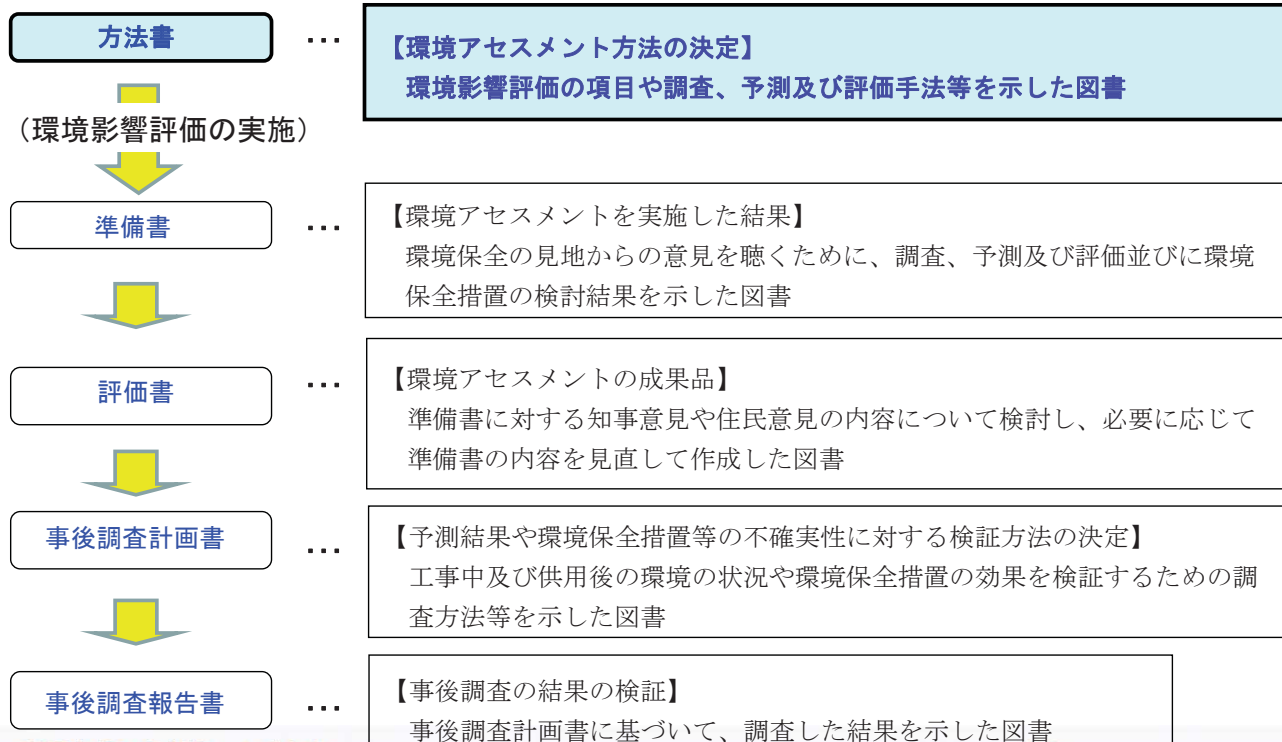 方法書 … 【環境アセスメント方法の決定】
環境影響評価の項目や調査、予測及び評価手法等を示した図書
（環境影響評価の実施）
準備書 … 【環境アセスメントを実施した結果】
環境保全の見地からの意見を聴くために、調査、予測及び評価並びに環境
保全措置の検討結果を示した図書
評価書 … 【環境アセスメントの成果品】
準備書に対する知事意見や住民意見の内容について検討し、必要に応じて
準備書の内容を見直して作成した図書
事後調査計画書 … 【予測結果や環境保全措置等の不確実性に対する検証方法の決定】
工事中及び供用後の環境の状況や環境保全措置の効果を検証するための調
査方法等を示した図書
事後調査報告書 … 【事後調査の結果の検証】
事後調査計画書に基づいて、調査した結果を示した図書